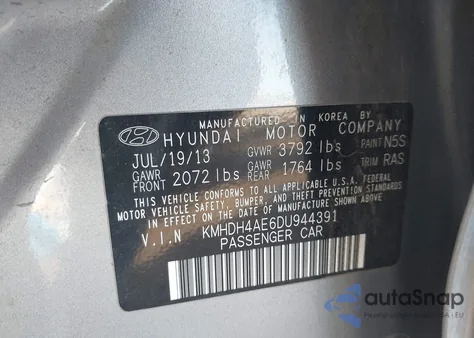 MANUFACTURED IN KOREA BY
HYUNDAI MOTOR COMPANY
JUL/19/13 GVWR 3792 lbs PAINT N5S
GAWR FRONT 2072 lbs GAWR REAR 1764 lbs TRIM RAS
THIS VEHICLE CONFORMS TO ALL APPLICABLE U.S.A. FEDERAL
MOTOR VEHICLE SAFETY, BUMPER, AND THEFT PREVENTION
STANDARDS IN EFFECT ON THE DATE OF MANUFACTURE SHOWN ABOVE.
V.I.N KMHDH4AE6DU944391
PASSENGER CAR
autoSnap